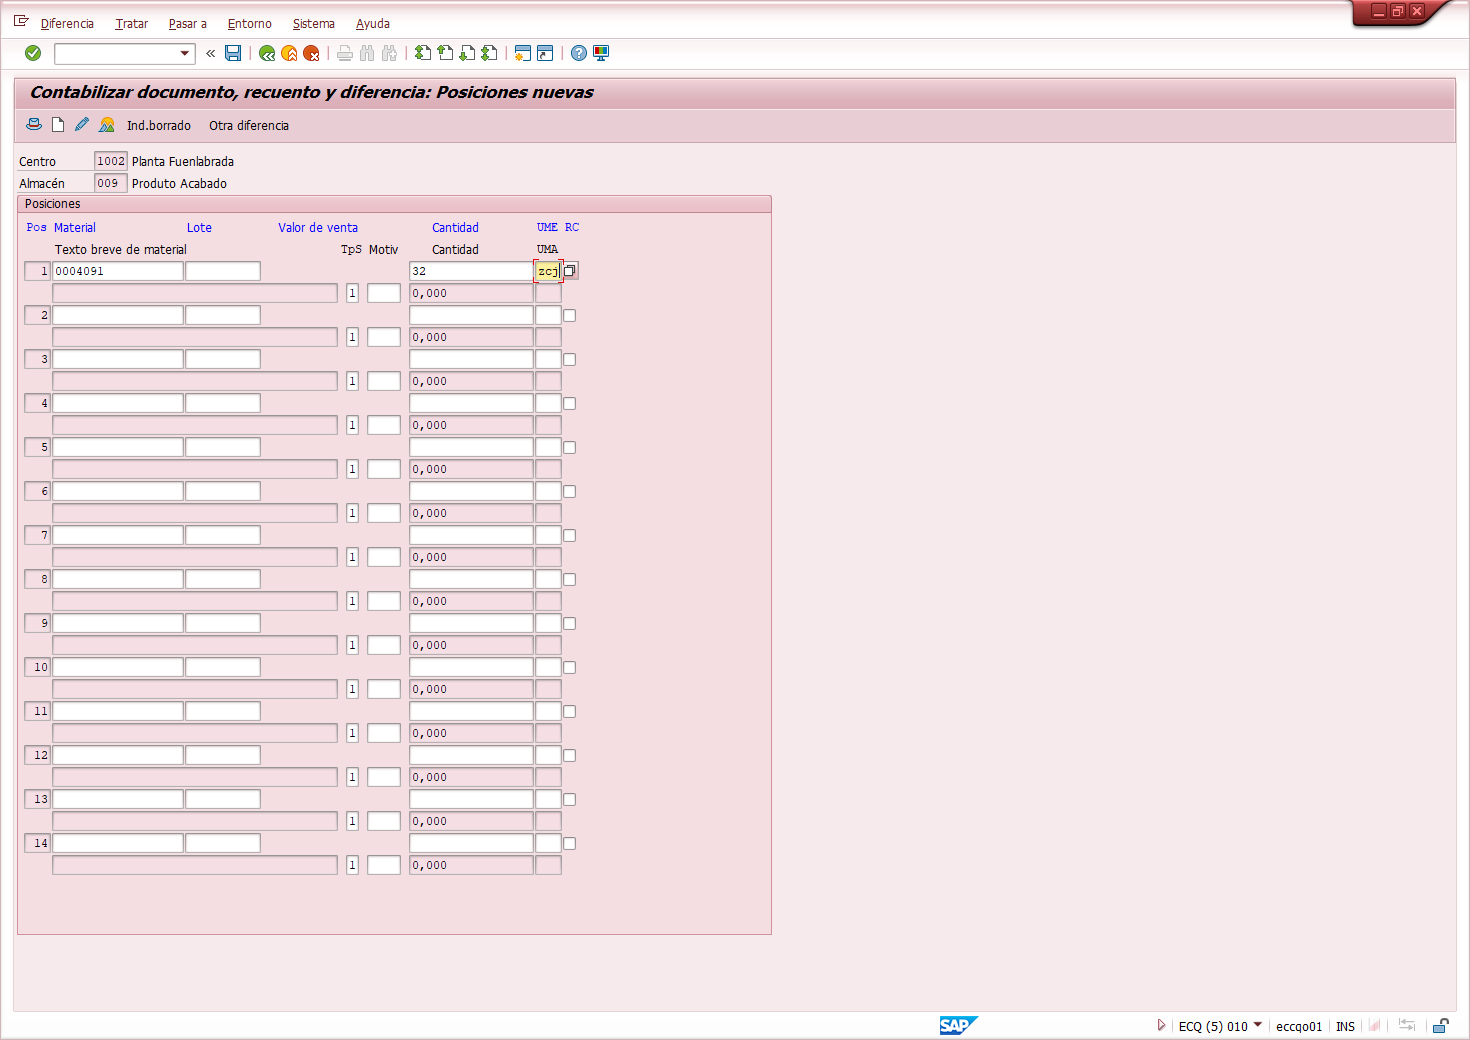 Diferencia Tratar Pasar a Entorno Sistema Ayuda
Contabilizar documento, recuento y diferencia: Posiciones nuevas
Ind.borrado Otra diferencia
Centro 1002 Planta Fuenlabrada
Almacén 009 Produto Acabado
Posiciones
Pos Material Lote Valor de venta Cantidad UME RC
Texto breve de material TpS Motiv Cantidad UMA
1 0004091 32 zcj
1 0,000
2
1 0,000
3
1 0,000
4
1 0,000
5
1 0,000
6
1 0,000
7
1 0,000
8
1 0,000
9
1 0,000
10
1 0,000
11
1 0,000
12
1 0,000
13
1 0,000
14
1 0,000
SAP ECQ (5) 010 eccqo01 INS